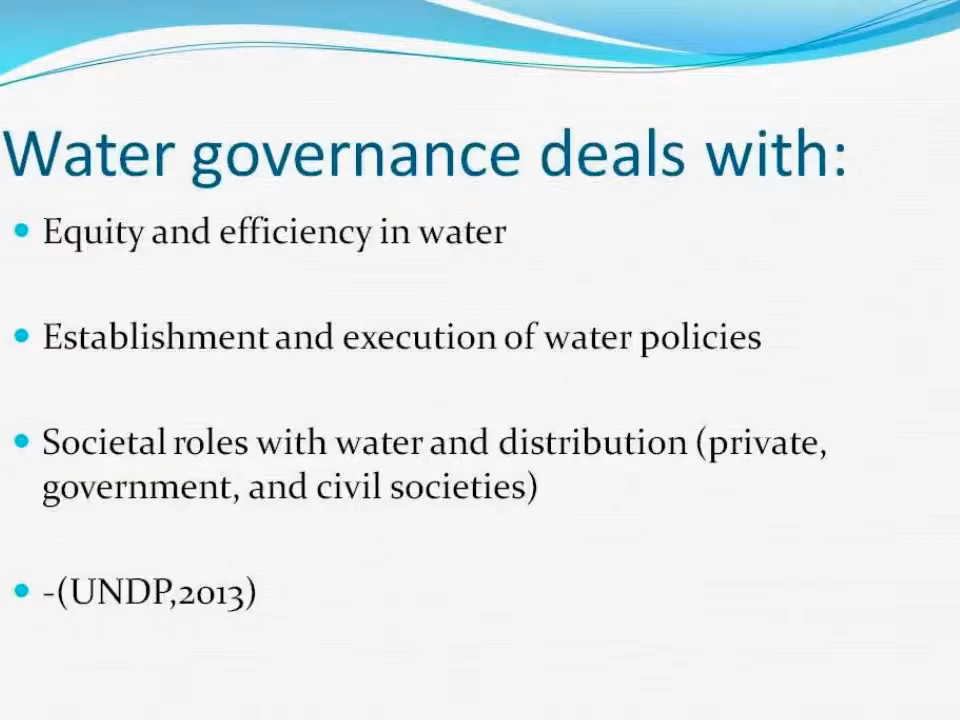 Water governance deals with:
• Equity and efficiency in water
• Establishment and execution of water policies
• Societal roles with water and distribution (private,
government, and civil societies)
• -(UNDP,2013)